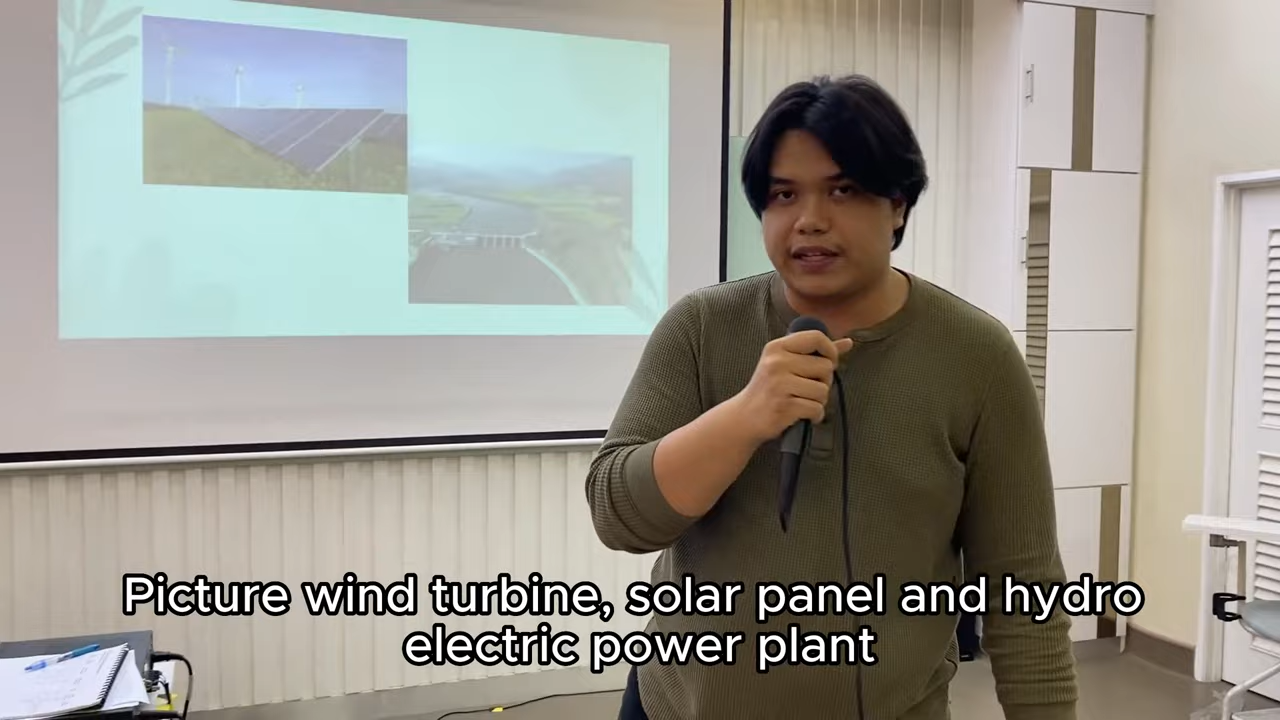 Picture wind turbine, solar panel and hydro
electric power plant